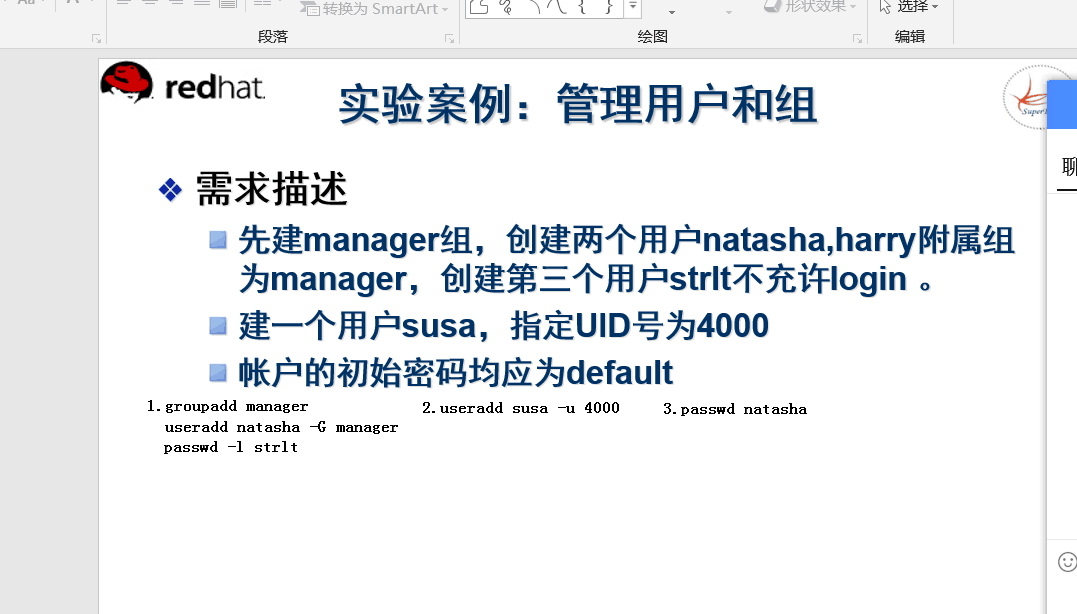 转换为 SmartArt
形状效果
选择
段落
绘图
编辑
redhat.
实验案例：管理用户和组
聊
需求描述
先建manager组，创建两个用户natasha,harry附属组
为manager，创建第三个用户strlt不充许login 。
建一个用户susa，指定UID号为4000
帐户的初始密码均应为default
1.groupadd manager
2.useradd susa -u 4000
3.passwd natasha
useradd natasha -G manager
passwd -l strlt